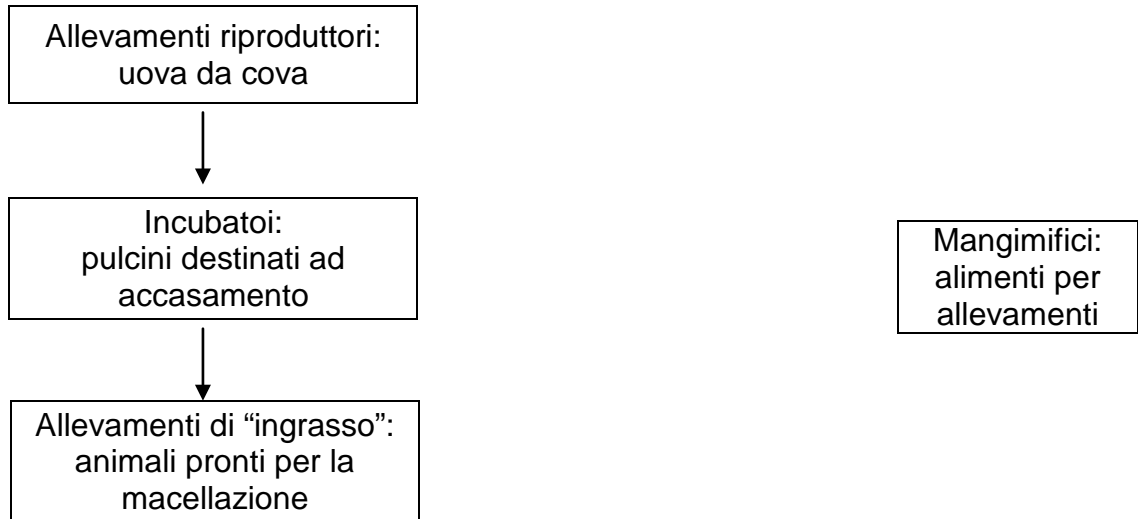 Allevamenti riproduttori:
uova da cova
Incubatoi:
pulcini destinati ad
accasamento
Mangimifici:
alimenti per
allevamenti
Allevamenti di “ingrasso”:
animali pronti per la
macellazione